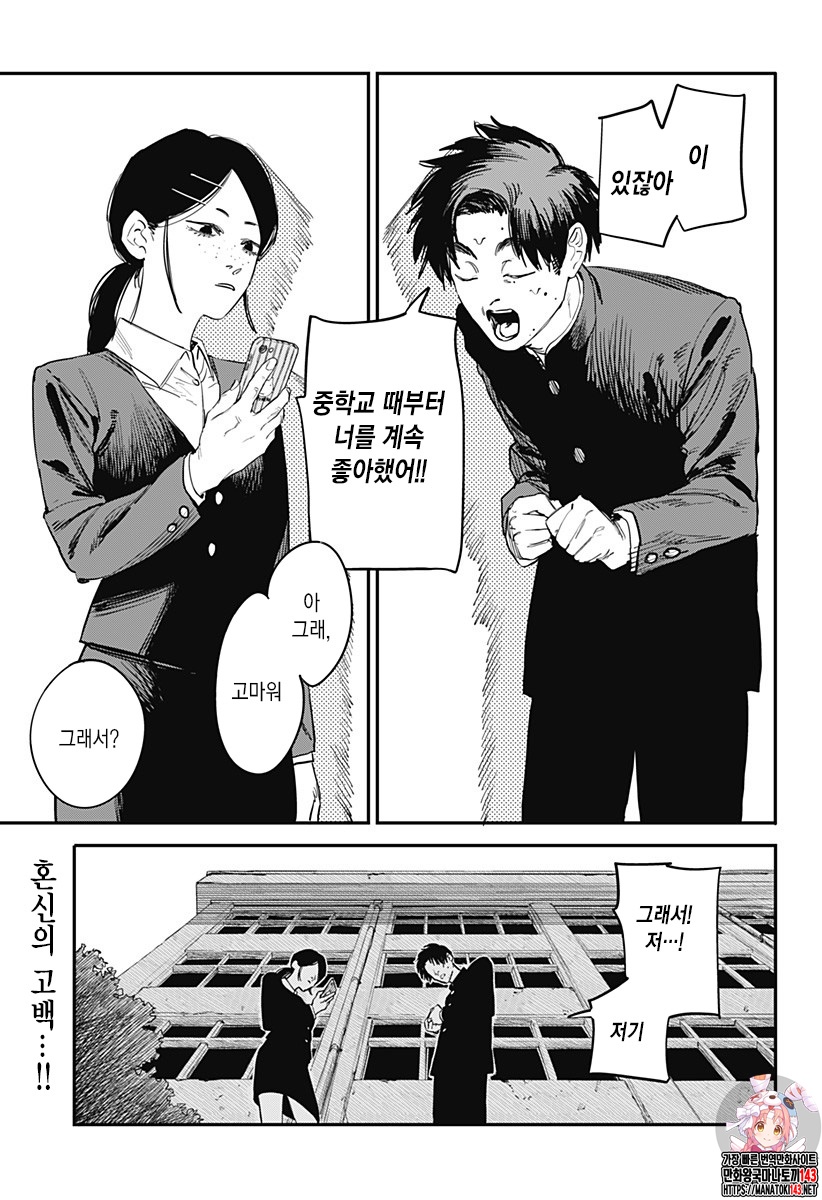 이
있잖아
중학교 때부터
너를 계속
좋아했어!!
아
그래,
고마워
그래서?
그래서!
저…!
저기
혼신의 고백…!!
가장 빠른 번역만화사이트
만화왕국마나토끼143
HTTPS://MANATOKI143.NET